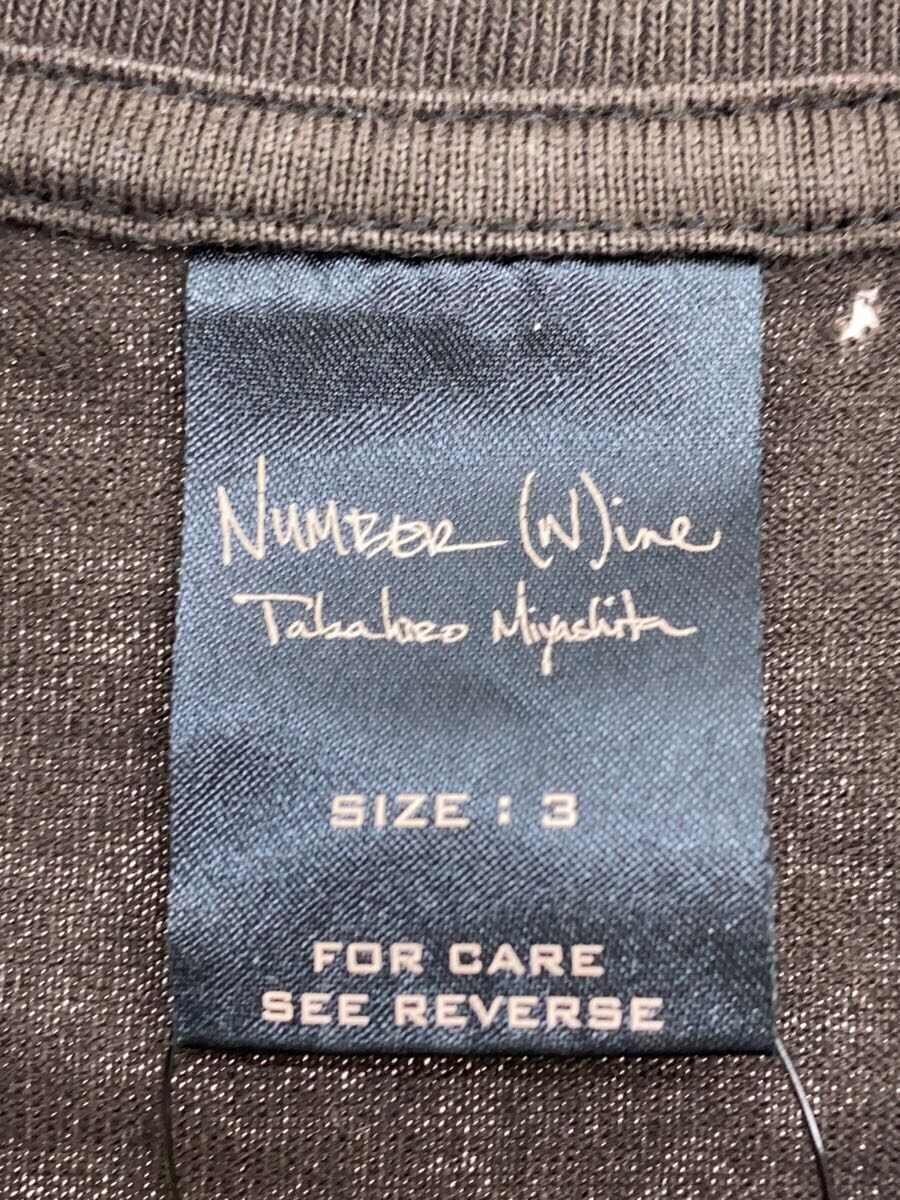 NUMBER (N)ine
Takahiro Miyashita
SIZE : 3
FOR CARE
SEE REVERSE